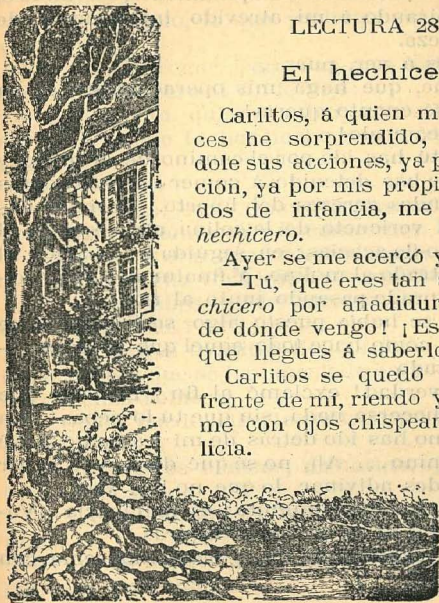 LECTURA 28
El hechice
Carlitos, á quien m
ces he sorprendido,
dole sus acciones, ya p
ción, ya por mis propi
dos de infancia, me
hechicero.
Ayer se me acercó y
—Tú, que eres tan
chicero por añadidur
de dónde vengo! ¡Es
que llegues á saberlo
Carlitos se quedó
frente de mí, riendo y
me con ojos chispean
licia.